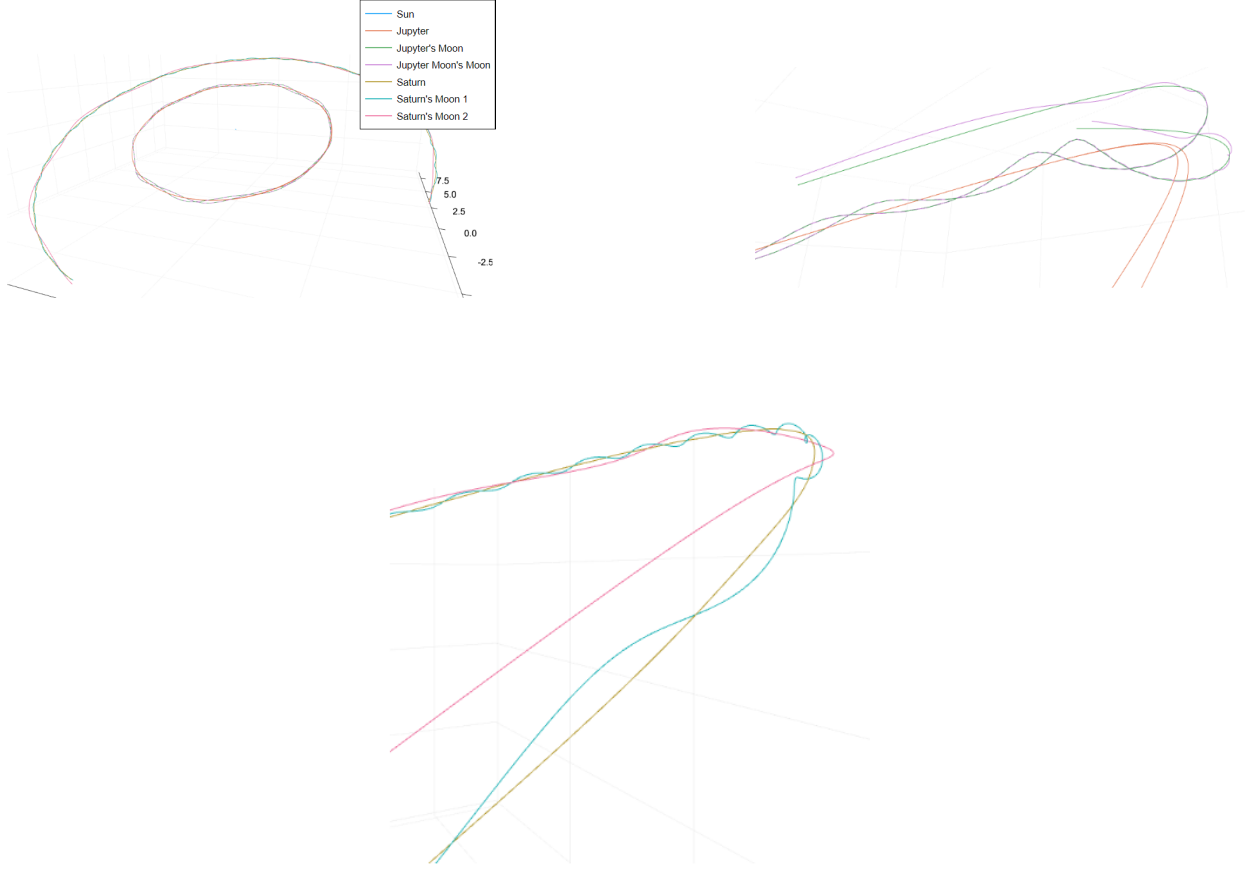 Sun
Jupyter
Jupyter's Moon
Jupyter Moon's Moon
Saturn
Saturn's Moon 1
Saturn's Moon 2
7.5
5.0
2.5
0.0
-2.5